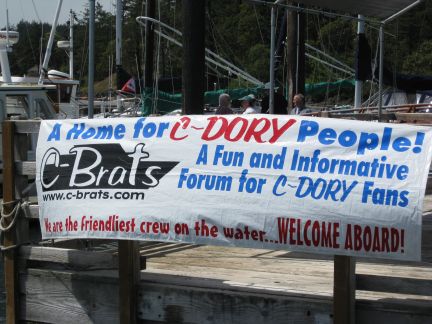 A Home for C~DORY People!
C-Brats
www.c-brats.com
A Fun and Informative
Forum for C~DORY Fans
We are the friendliest crew on the water...WELCOME ABOARD!